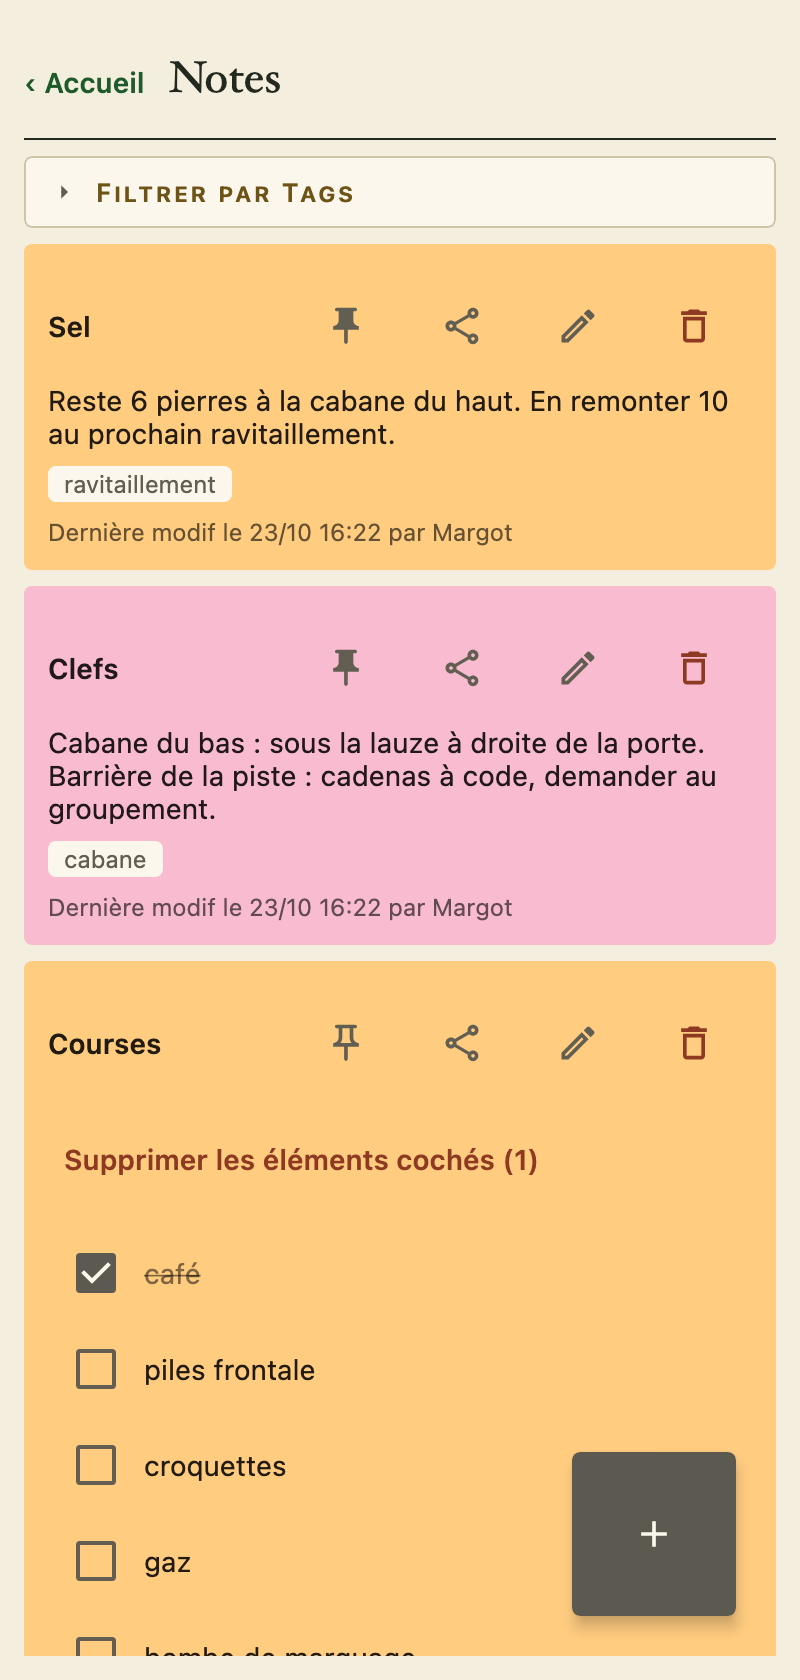 ‹ Accueil Notes
Filtrer par Tags
Sel
Reste 6 pierres à la cabane du haut. En remonter 10
au prochain ravitaillement.
ravitaillement
Dernière modif le 23/10 16:22 par Margot
Clefs
Cabane du bas : sous la lauze à droite de la porte.
Barrière de la piste : cadenas à code, demander au
groupement.
cabane
Dernière modif le 23/10 16:22 par Margot
Courses
Supprimer les éléments cochés (1)
café
piles frontale
croquettes
gaz
bombe de marquage